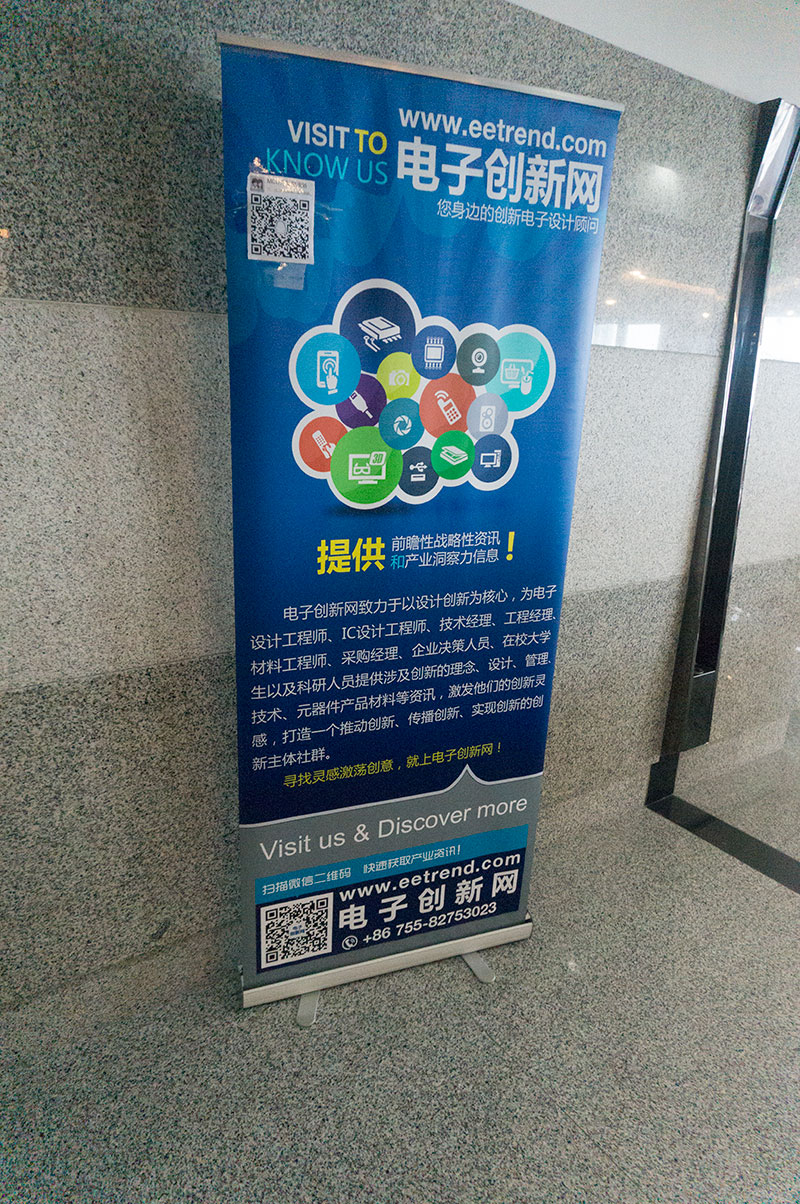 VISIT TO
KNOW US
www.eetrend.com
电子创新网
您身边的创新电子设计顾问
3D
提供
前瞻性战略性资讯
和产业洞察力信息
！
电子创新网致力于以设计创新为核心，为电子
设计工程师、IC设计工程师、技术经理、工程经理、
材料工程师、采购经理、企业决策人员、在校大学
生以及科研人员提供涉及创新的理念、设计、管理、
技术、元器件产品材料等资讯，激发他们的创新灵
感，打造一个推动创新、传播创新、实现创新的创
新主体社群。
寻找灵感激荡创意，就上电子创新网！
Visit us & Discover more
扫描微信二维码 快速获取产业资讯！
www.eetrend.com
电子创新网
+86 755-82753023